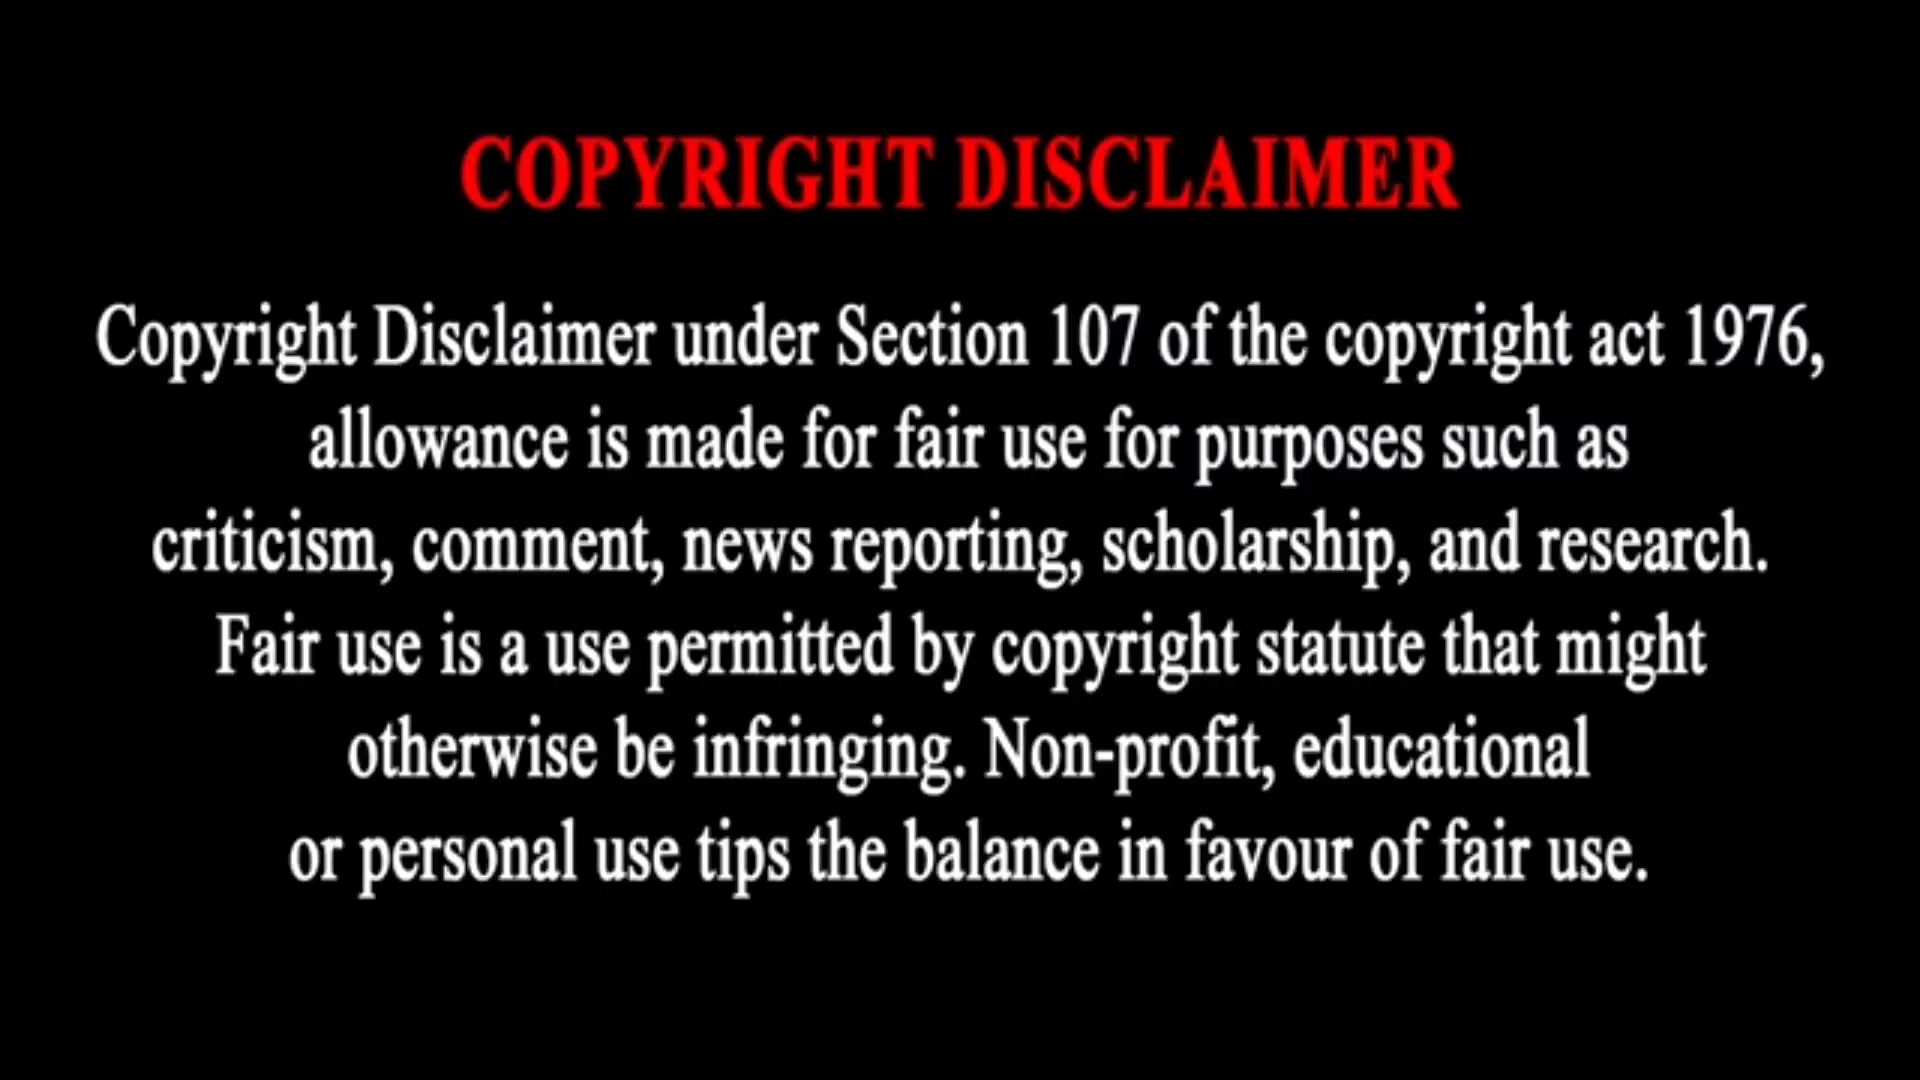 COPYRIGHT DISCLAIMER
Copyright Disclaimer under Section 107 of the copyright act 1976,
allowance is made for fair use for purposes such as
criticism, comment, news reporting, scholarship, and research.
Fair use is a use permitted by copyright statute that might
otherwise be infringing. Non-profit, educational
or personal use tips the balance in favour of fair use.